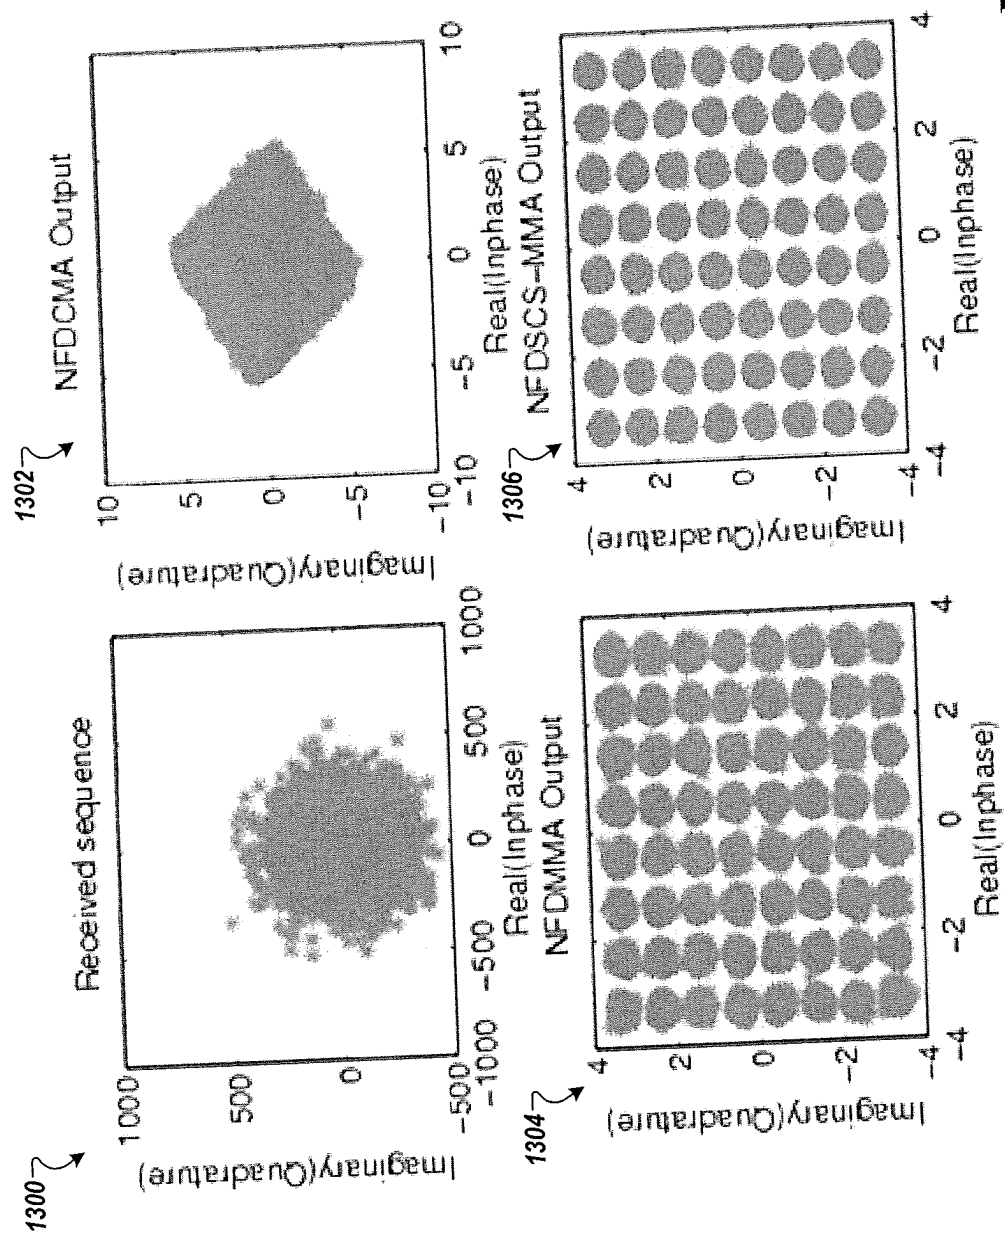 1300
Received sequence
1000
500
0
−500
Imaginary(Quadrature)
−1000 −500 0 500 1000
Real(Inphase)
1302
NFDCMA Output
10
5
0
−5
−10
Imaginary(Quadrature)
−10 −5 0 5 10
Real(Inphase)
1304
NFDMMA Output
4
2
0
−2
−4
Imaginary(Quadrature)
−4 −2 0 2 4
Real(Inphase)
1306
NFDSCS−MMA Output
4
2
0
−2
−4
Imaginary(Quadrature)
−4 −2 0 2 4
Real(Inphase)